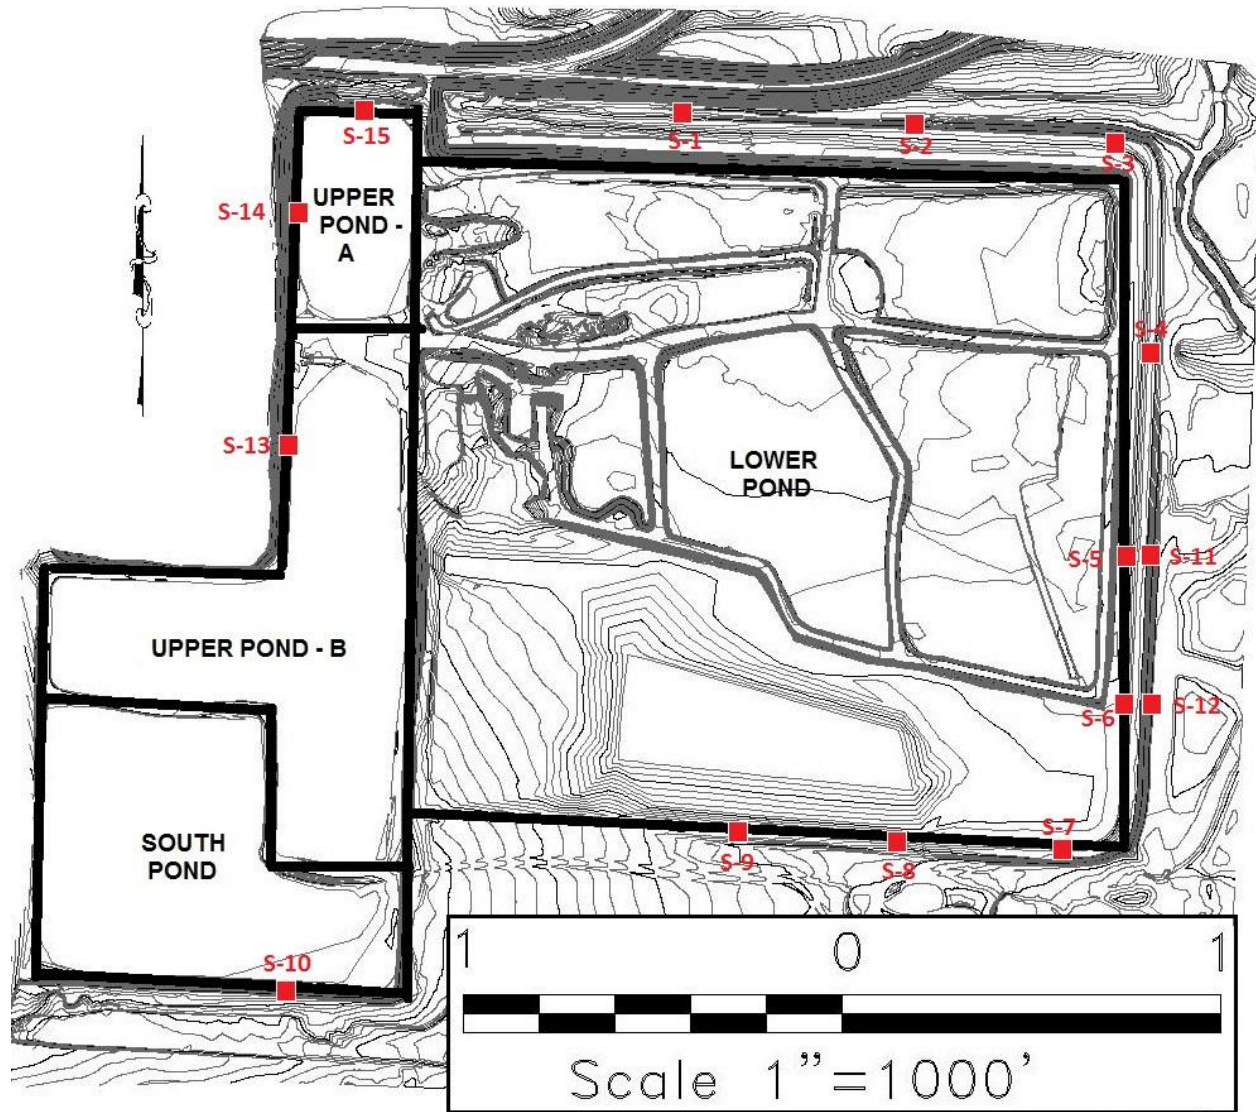 S-15
S-1
S-2
S-3
S-14
UPPER
POND -
A
S-4
S-13
LOWER
POND
S-5
S-11
UPPER POND - B
S-6
S-12
SOUTH
POND
S-9
S-8
S-7
S-10
1 0 1
Scale 1”=1000’